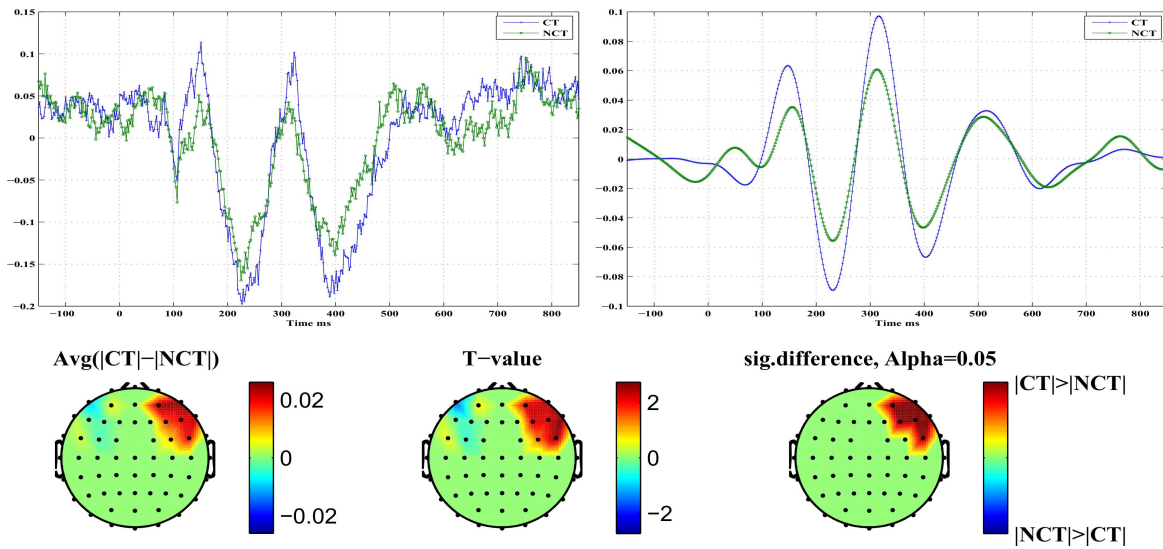 CT
NCT
0.15
0.1
0.05
0
−0.05
−0.1
−0.15
−0.2
−100 0 100 200 300 400 500 600 700 800
Time ms
CT
NCT
0.1
0.08
0.06
0.04
0.02
0
−0.02
−0.04
−0.06
−0.08
−0.1
−100 0 100 200 300 400 500 600 700 800
Time ms
Avg(|CT|−|NCT|)
0.02
0
−0.02
T−value
2
0
−2
sig.difference, Alpha=0.05
|CT|>|NCT|
|NCT|>|CT|